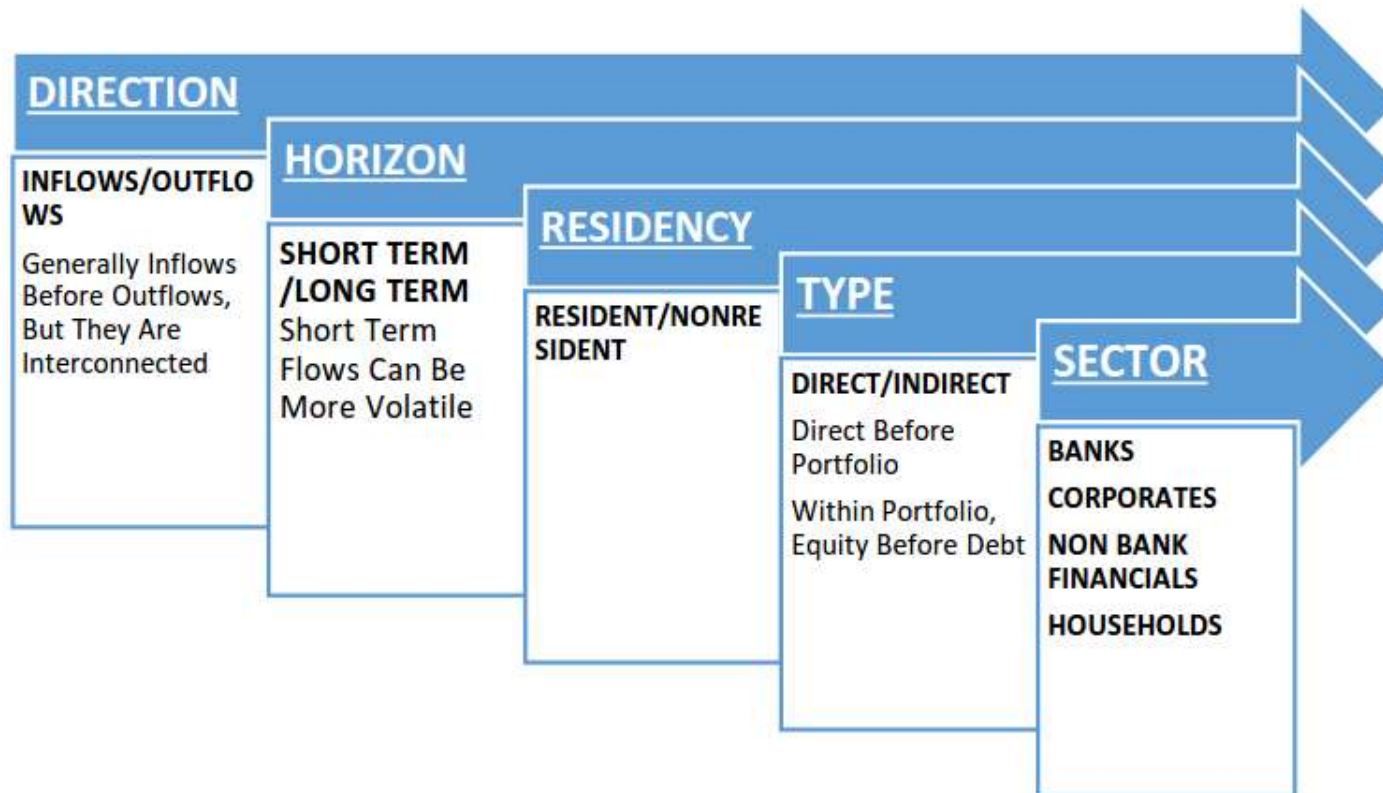 DIRECTION
INFLOWS/OUTFLO
WS
Generally Inflows
Before Outflows,
But They Are
Interconnected
HORIZON
SHORT TERM
/LONG TERM
Short Term
Flows Can Be
More Volatile
RESIDENCY
RESIDENT/NONRE
SIDENT
TYPE
DIRECT/INDIRECT
Direct Before
Portfolio
Within Portfolio,
Equity Before Debt
SECTOR
BANKS
CORPORATES
NON BANK
FINANCIALS
HOUSEHOLDS